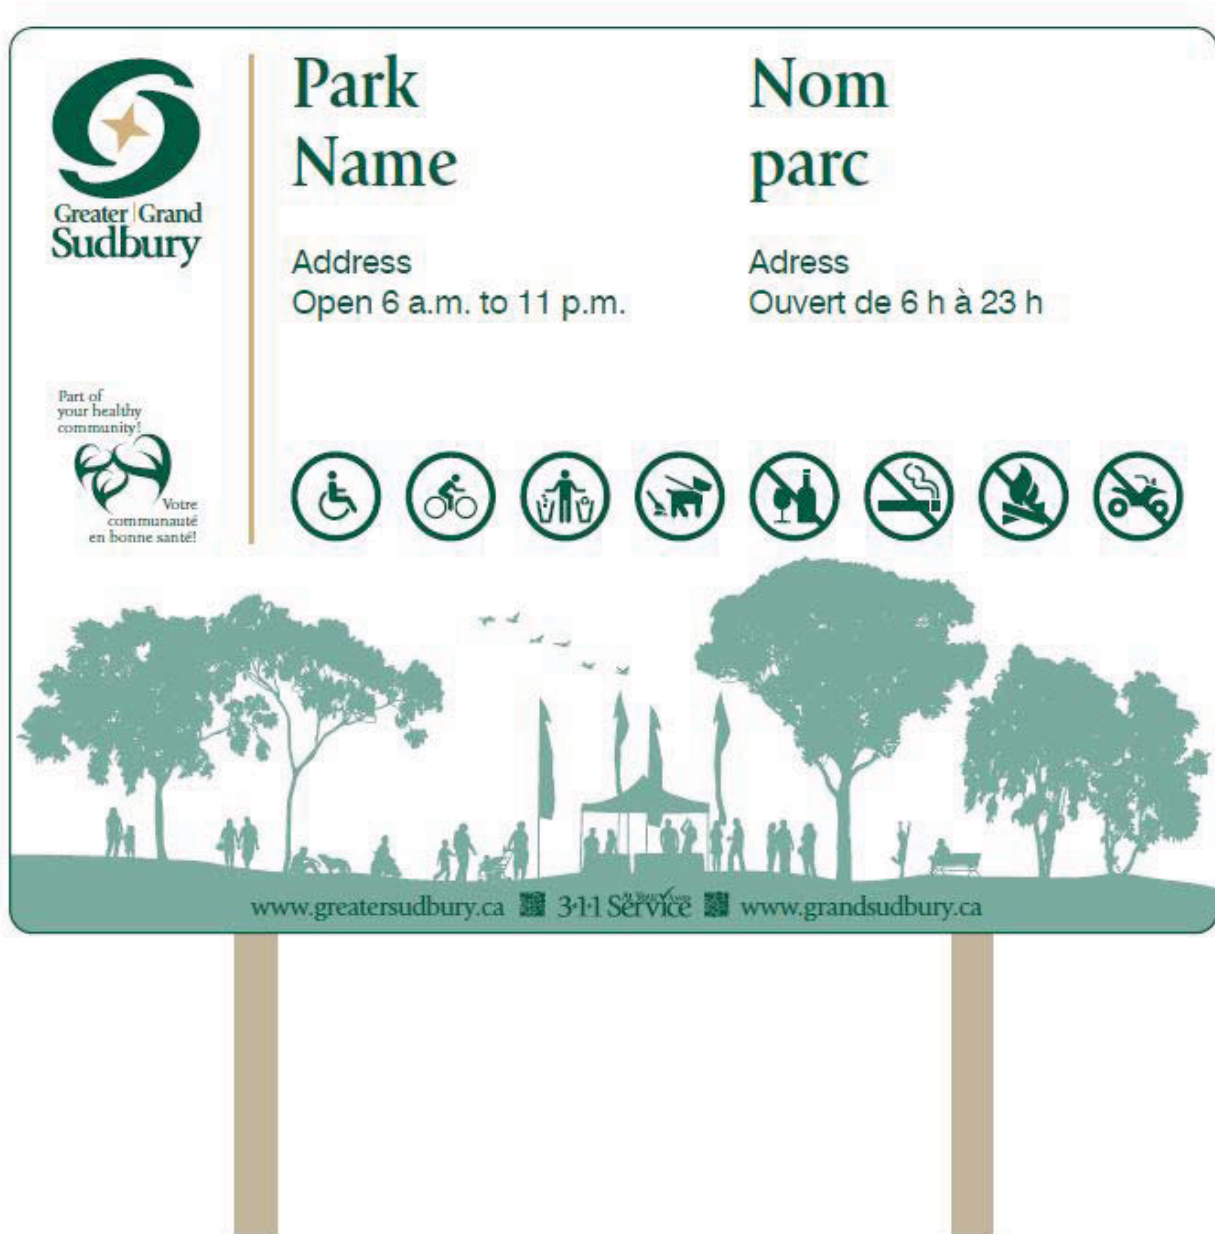 Greater | Grand
Sudbury
Park
Name
Address
Open 6 a.m. to 11 p.m.
Nom
parc
Adress
Ouvert de 6 h à 23 h
Part of
your healthy
community!
Votre
communauté
en bonne santé!
www.greatersudbury.ca 3-1-1 Service www.grandsudbury.ca